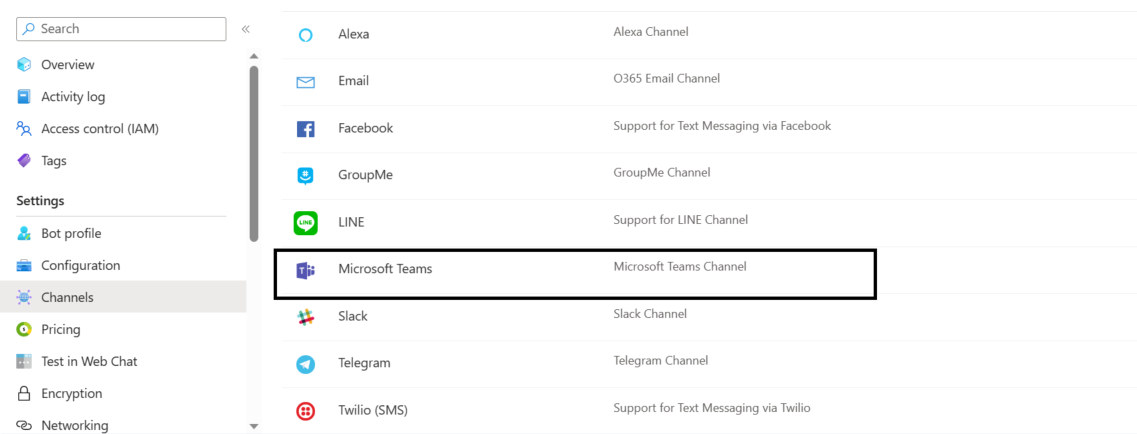 Search
«
Overview
Activity log
Access control (IAM)
Tags
Settings
Bot profile
Configuration
Channels
Pricing
Test in Web Chat
Encryption
Networking
Alexa Alexa Channel
Email O365 Email Channel
Facebook Support for Text Messaging via Facebook
GroupMe GroupMe Channel
LINE LINE Support for LINE Channel
T Microsoft Teams Microsoft Teams Channel
Slack Slack Channel
Telegram Telegram Channel
Twilio (SMS) Support for Text Messaging via Twilio